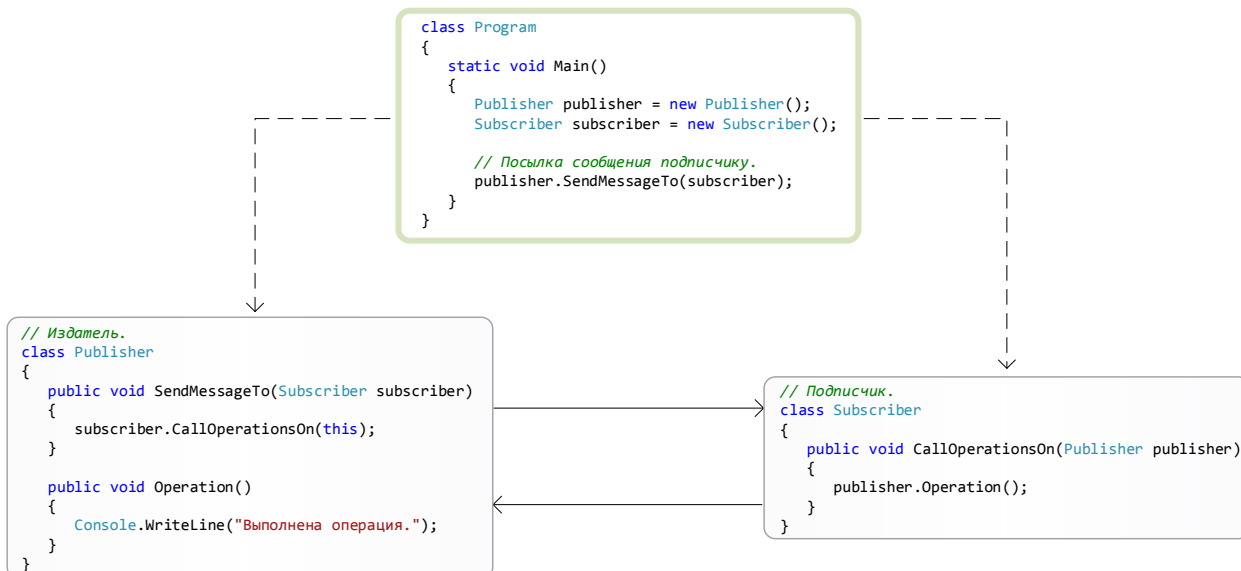 class Program
{
static void Main()
{
Publisher publisher = new Publisher();
Subscriber subscriber = new Subscriber();
// Посылка сообщения подписчику.
publisher.SendMessageTo(subscriber);
}
}
// Издатель.
class Publisher
{
public void SendMessageTo(Subscriber subscriber)
{
subscriber.CallOperationsOn(this);
}
public void Operation()
{
Console.WriteLine("Выполнена операция.");
}
}
// Подписчик.
class Subscriber
{
public void CallOperationsOn(Publisher publisher)
{
publisher.Operation();
}
}